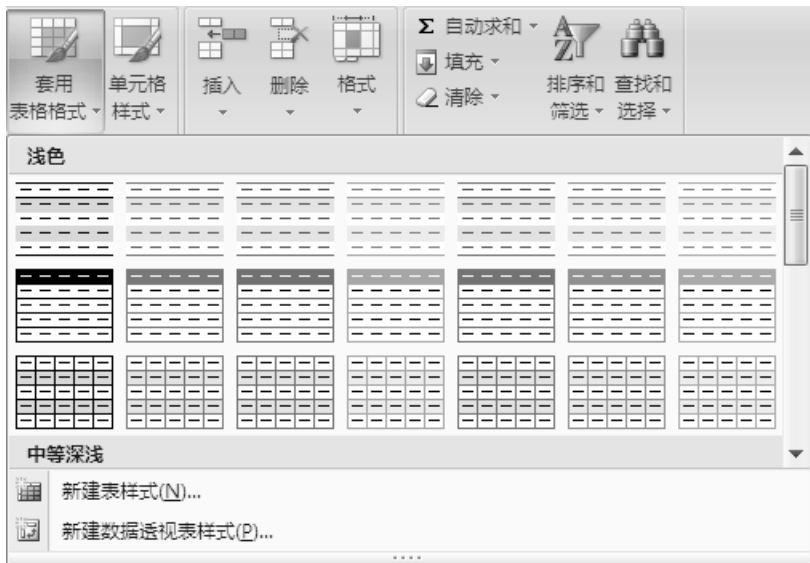 套用
表格格式
单元格
样式
插入
删除
格式
Σ 自动求和
填充
清除
排序和
筛选
查找和
选择
浅色
中等深浅
新建表样式(N)...
新建数据透视表样式(P)...